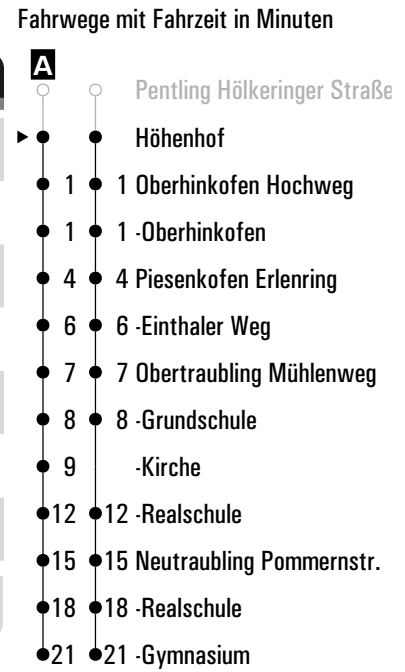 Fahrwege mit Fahrzeit in Minuten
A
Pentling Hölkeringer Straße
Höhenhof
1 1 Oberhinkofen Hochweg
1 1 -Oberhinkofen
4 4 Piesenkofen Erlenring
6 6 -Einthaler Weg
7 7 Obertraubling Mühlenweg
8 8 -Grundschule
9 -Kirche
12 12 -Realschule
15 15 Neutraubling Pommernstr.
18 18 -Realschule
21 21 -Gymnasium